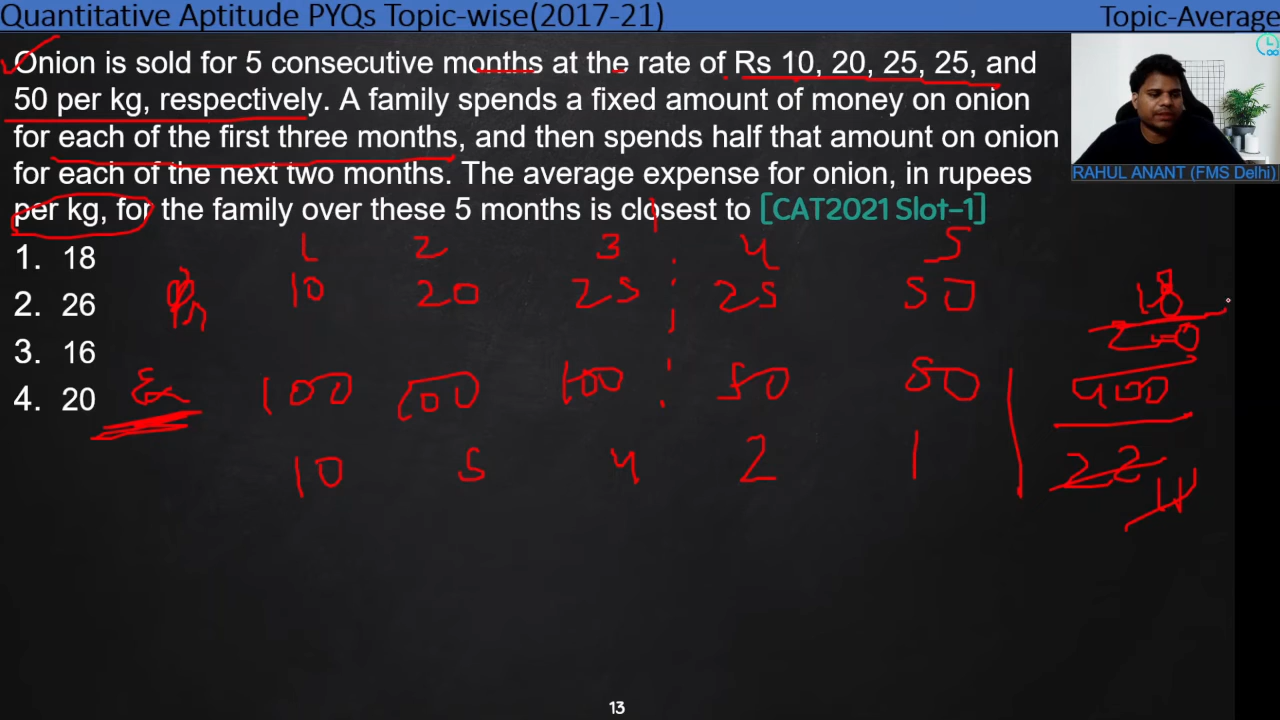 Quantitative Aptitude PYQs Topic-wise(2017-21) Topic-Average
Onion is sold for 5 consecutive months at the rate of Rs 10, 20, 25, 25, and
50 per kg, respectively. A family spends a fixed amount of money on onion
for each of the first three months, and then spends half that amount on onion
for each of the next two months. The average expense for onion, in rupees
per kg, for the family over these 5 months is closest to [CAT2021 Slot-1]
RAHUL ANANT (FMS Delhi)
1. 18
2. 26
3. 16
4. 20
1 2 3 4 5
10 20 25 25 50
18
200
Ex 100 100 100 50 50 400
10 5 4 2 1 22
11
13